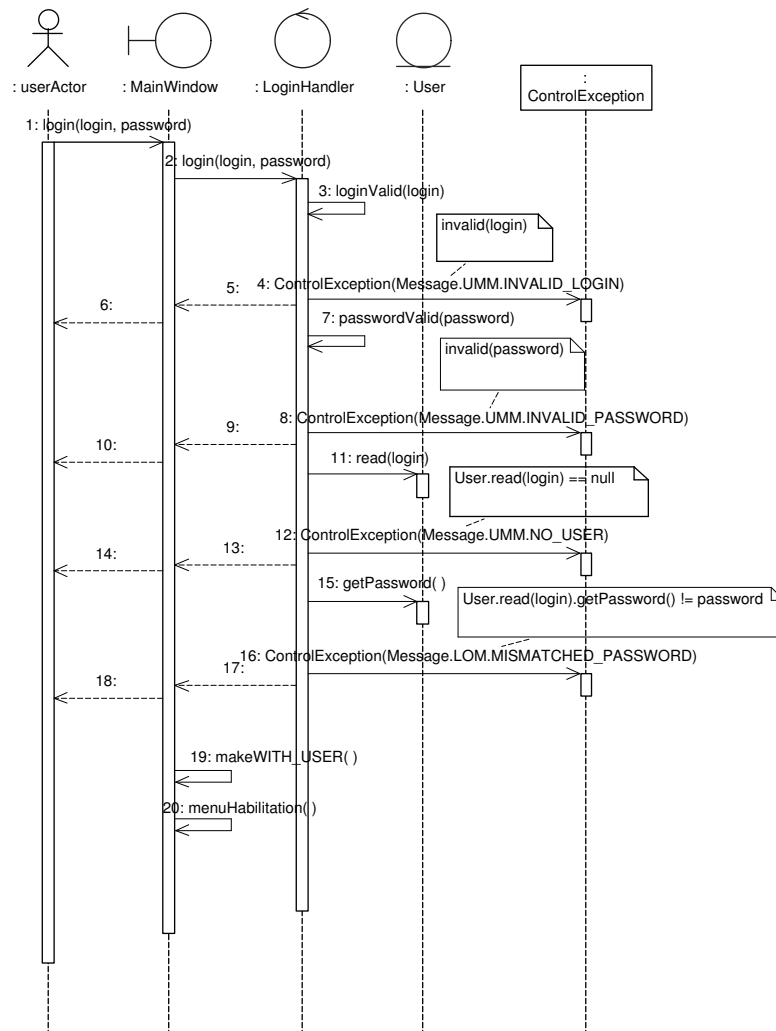 : userActor
: MainWindow
: LoginHandler
: User
:
ControlException
1: login(login, password)
2: login(login, password)
3: loginValid(login)
invalid(login)
4: ControlException(Message.UMM.INVALID_LOGIN)
5:
6:
7: passwordValid(password)
invalid(password)
8: ControlException(Message.UMM.INVALID_PASSWORD)
9:
10:
11: read(login)
User.read(login) == null
12: ControlException(Message.UMM.NO_USER)
13:
14:
15: getPassword( )
User.read(login).getPassword() != password
16: ControlException(Message.LOM.MISMATCHED_PASSWORD)
17:
18:
19: makeWITH_USER( )
20: menuHabilitation( )